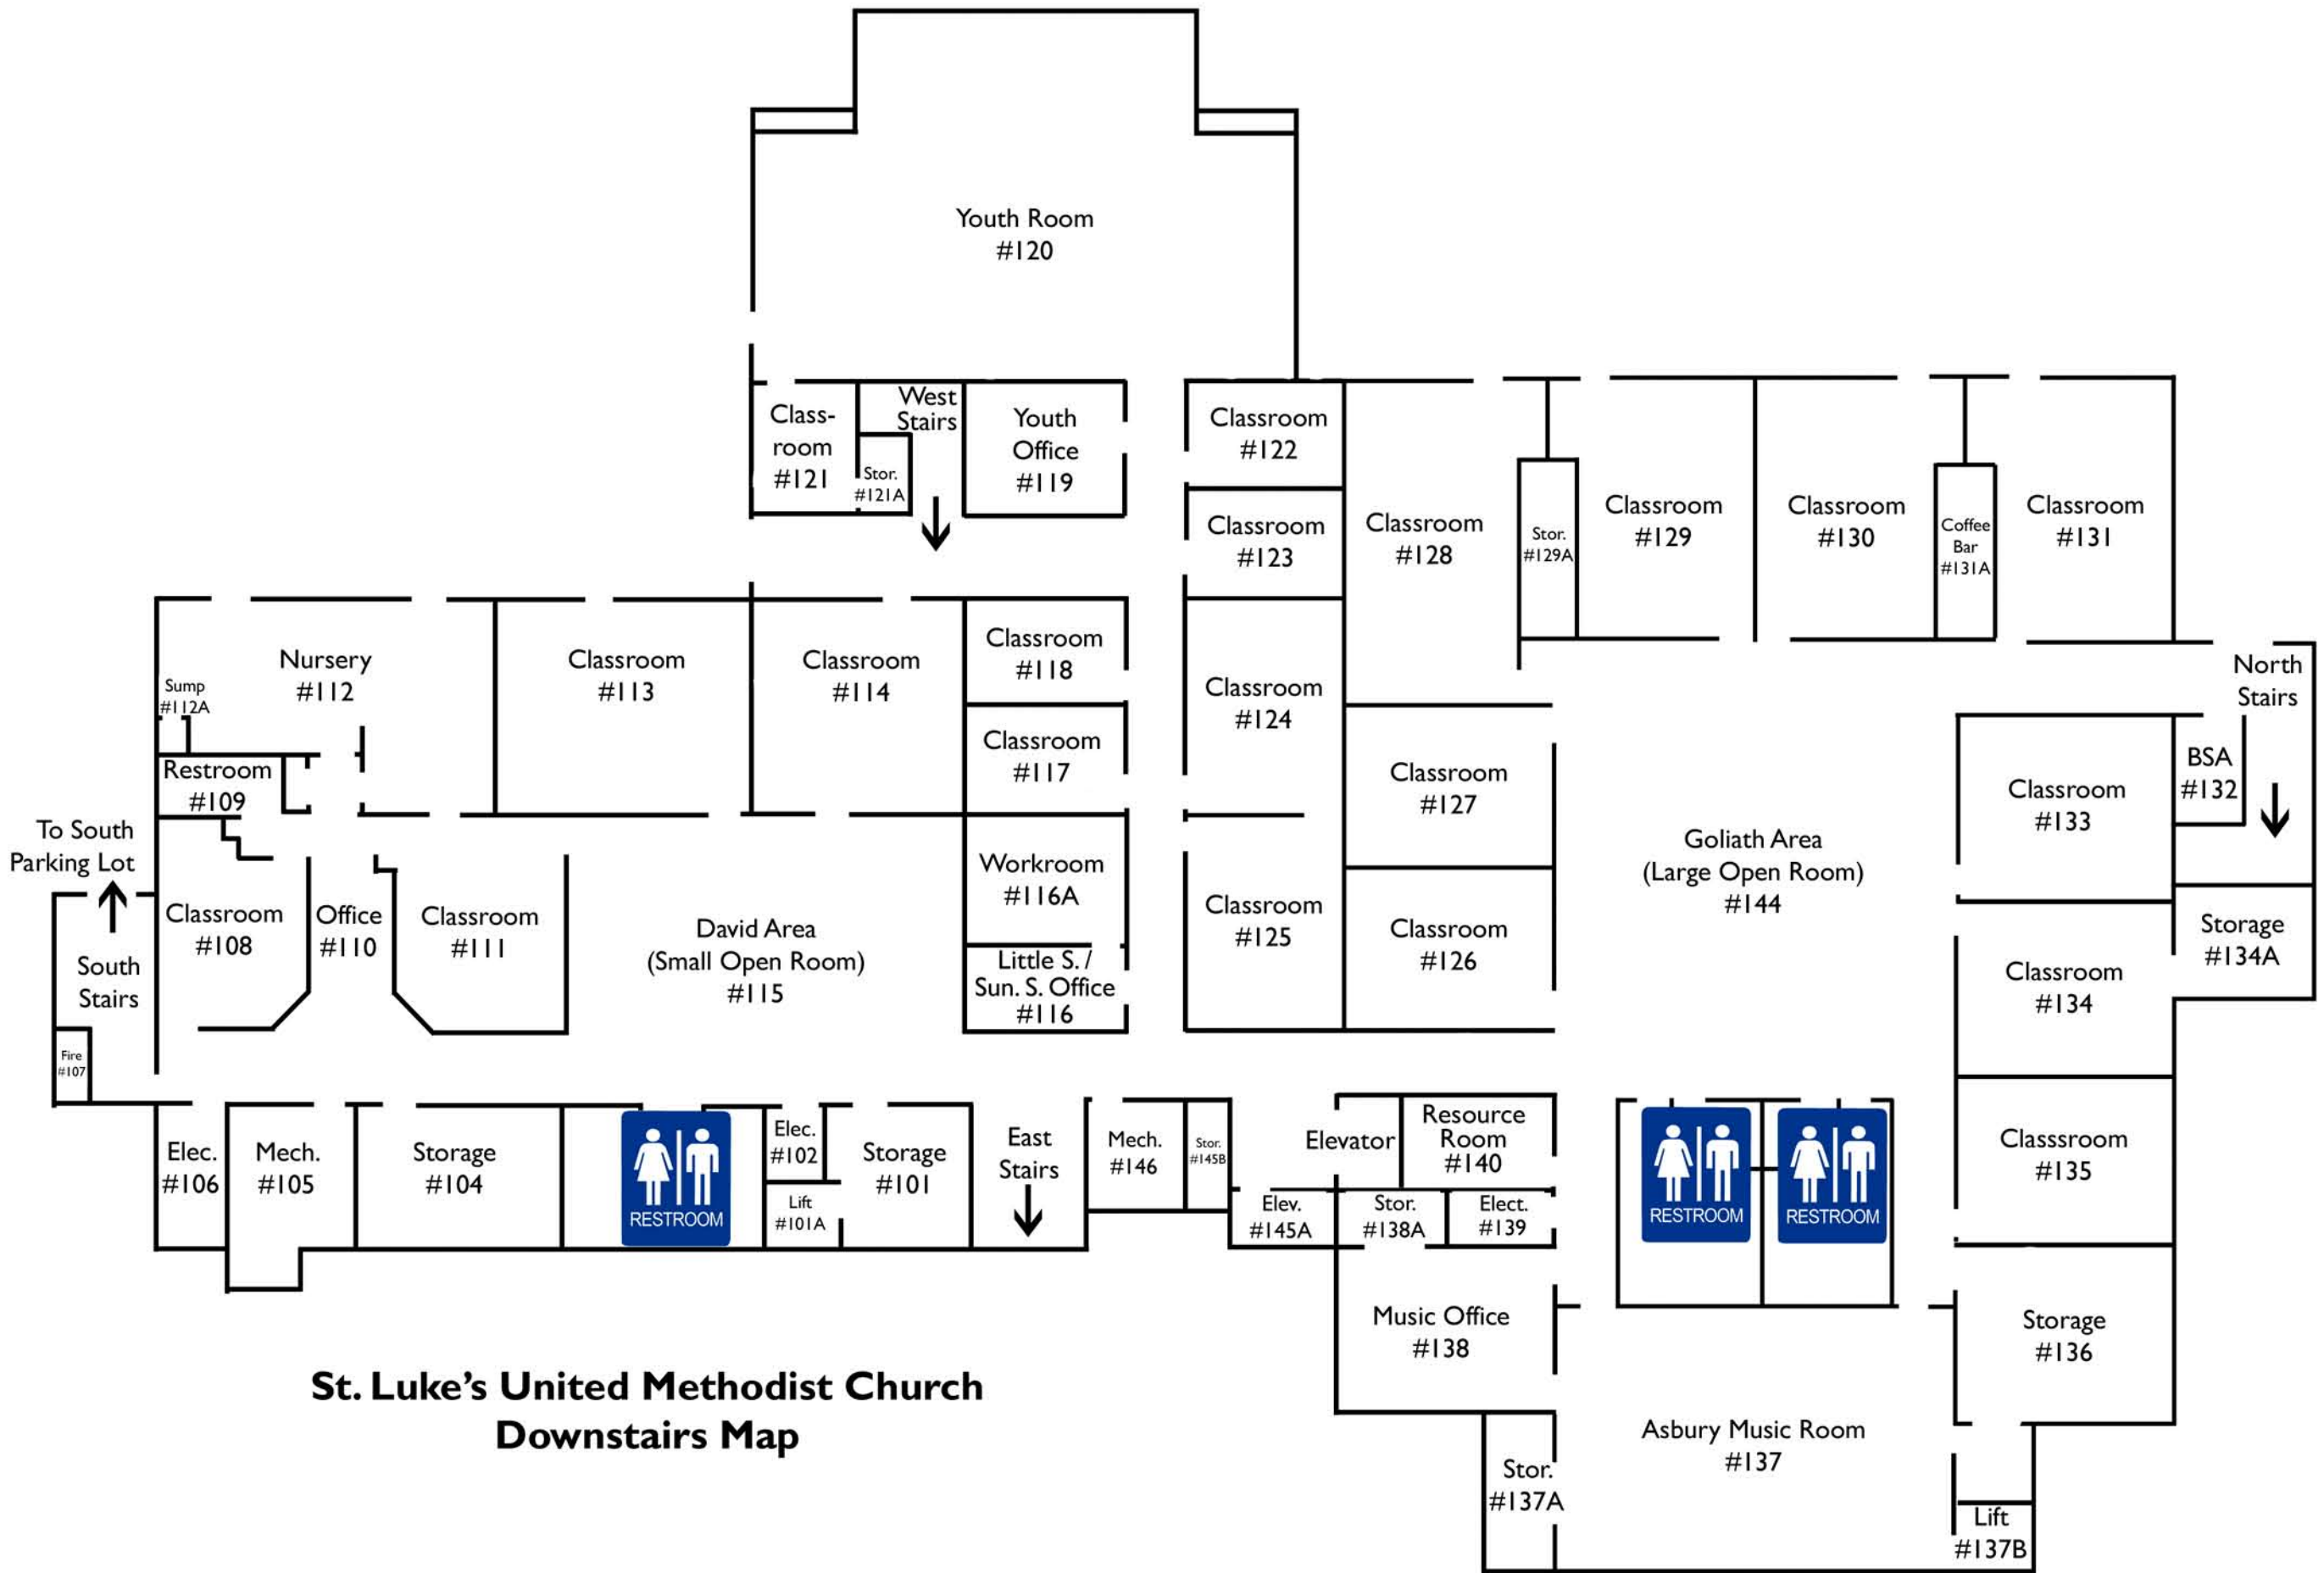 Youth Room
#120
Class-
room
#121
Stor.
#121A
West
Stairs
Youth
Office
#119
Classroom
#122
Classroom
#123
Classroom
#128
Stor.
#129A
Classroom
#129
Classroom
#130
Coffee
Bar
#131A
Classroom
#131
Nursery
#112
Sump
#112A
Classroom
#113
Classroom
#114
Classroom
#118
Classroom
#117
Classroom
#124
North
Stairs
Restroom
#109
To South
Parking Lot
Workroom
#116A
Classroom
#127
Goliath Area
(Large Open Room)
#144
Classroom
#133
BSA
#132
South
Stairs
Classroom
#108
Office
#110
Classroom
#111
David Area
(Small Open Room)
#115
Little S. /
Sun. S. Office
#116
Classroom
#125
Classroom
#126
Classroom
#134
Storage
#134A
Fire
#107
Elec.
#106
Mech.
#105
Storage
#104
RESTROOM
Elec.
#102
Lift
#101A
Storage
#101
East
Stairs
Mech.
#146
Stor.
#145B
Elevator
Resource
Room
#140
Elev.
#145A
Stor.
#138A
Elect.
#139
RESTROOM
RESTROOM
Classsroom
#135
Music Office
#138
Storage
#136
Asbury Music Room
#137
Stor.
#137A
Lift
#137B
St. Luke's United Methodist Church
Downstairs Map